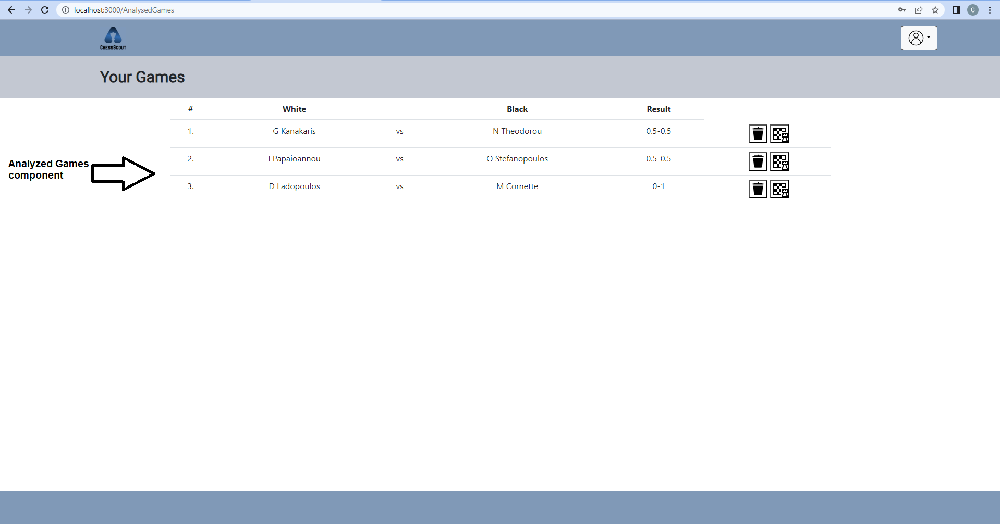 localhost:3000/AnalysedGames
G
ChessScout
Your Games
# White Black Result
1. G Kanakaris vs N Theodorou 0.5-0.5
2. I Papaioannou vs O Stefanopoulos 0.5-0.5
Analyzed Games
component
3. D Ladopoulos vs M Cornette 0-1